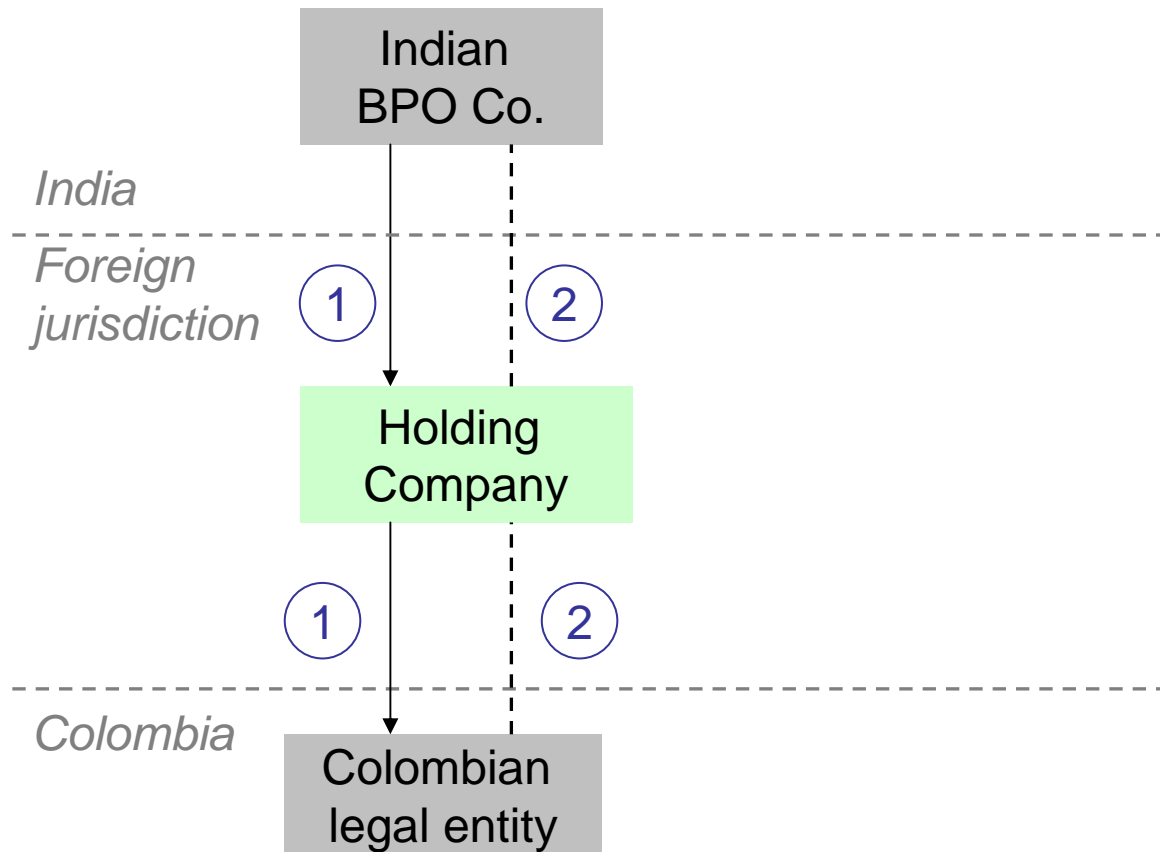 Indian
BPO Co.
India
Foreign
jurisdiction
1
2
Holding
Company
1
2
Colombia
Colombian
legal entity